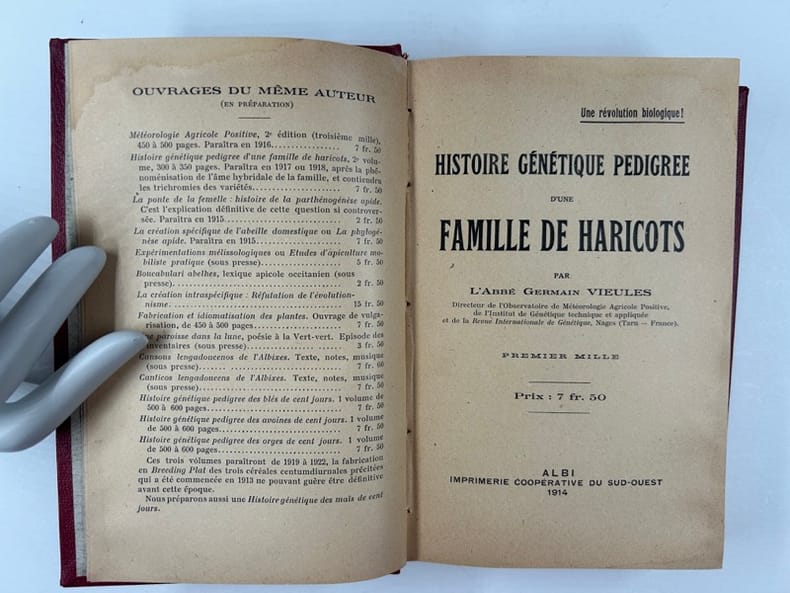 OUVRAGES DU MÊME AUTEUR
(EN PRÉPARATION)
Météorologie Agricole Positive, 2e édition (troisième mille),
450 à 500 pages. Paraîtra en 1916.................. 7 fr. 50
Histoire génétique pedigree d'une famille de haricots, 2e volu-
me, 300 à 350 pages. Paraîtra en 1917 ou 1918, après la phé-
noménisation de l'âme hybridale de la famille, et contiendra
les trichromies des variétés.................. 7 fr. 50
La ponte de la femelle : histoire de la parthénogénèse apide.
C'est l'explication définitive de cette question si controver-
sée. Paraîtra en 1915.................. 2 fr. 50
La création spécifique de l'abeille domestique ou La phylogé-
nèse apide. Paraîtra en 1915.................. 7 fr. 50
Expérimentations mélissologiques ou Etudes d'apiculture mo-
biliste pratique (sous presse).................. 5 fr. 50
Boucabulari abelhes, lexique apicole occitanien (sous
presse).................. 2 fr. 50
La création intraspécifique : Réfutation de l'évolution-
nisme.................. 15 fr. 50
Fabrication et idiomatisation des plantes. Ouvrage de vulga-
risation, de 450 à 500 pages.................. 7 fr. 50
paroisse dans la lune, poésie à la Vert-vert. Episode des
inventaires (sous presse).................. 3 fr. 50
Cansons lengadoucenos de l'Albixes. Texte, notes, musique
(sous presse).................. 7 fr. 60
Canticos lengadoucens de l'Albixes. Texte, notes, musique
(sous presse).................. 7 fr. 50
Histoire génétique pedigree des blés de cent jours. 1 volume de
500 à 600 pages.................. 7 fr. 50
Histoire génétique pedigree des avoines de cent jours. 1 volume
de 500 à 600 pages.................. 7 fr. 50
Histoire génétique pedigree des orges de cent jours. 1 volume
de 500 à 600 pages.................. 7 fr. 50
Ces trois volumes paraîtront de 1919 à 1922, la fabrication
en Breeding Plat des trois céréales centumdiurnales précitées
qui a été commencée en 1913 ne pouvant guère être définitive
avant cette époque.
Nous préparons aussi une Histoire génétique des maïs de cent
jours.
Une révolution biologique!
HISTOIRE GÉNÉTIQUE PEDIGREE
D'UNE
FAMILLE DE HARICOTS
PAR
L'ABBÉ GERMAIN VIEULES
Directeur de l'Observatoire de Météorologie Agricole Positive,
de l'Institut de Génétique technique et appliquée
et de la Revue Internationale de Génétique, Nages (Tarn — France).
PREMIER MILLE
Prix : 7 fr. 50
ALBI
IMPRIMERIE COOPÉRATIVE DU SUD-OUEST
1914